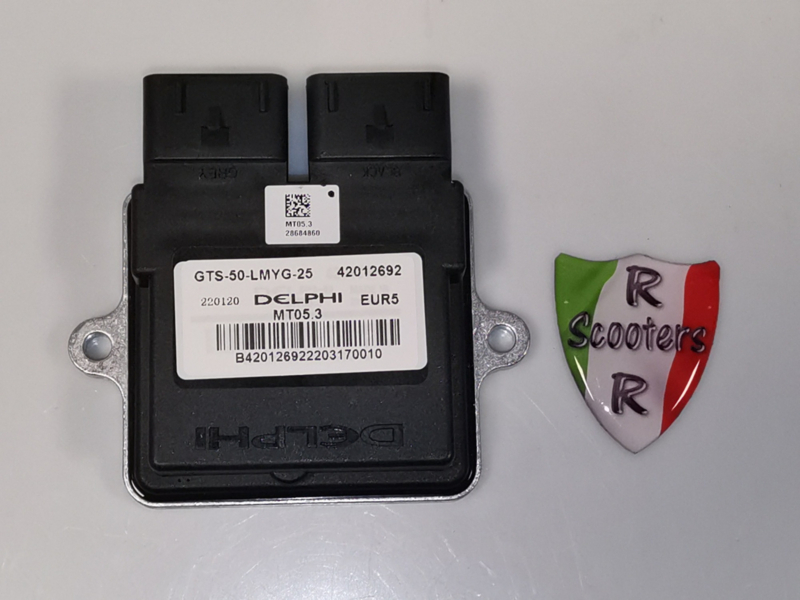 GREY
BLACK
MT05.3
28684860
GTS-50-LMYG-25 42012692
220120 DELPHI EUR5
MT05.3
B420126922203170010
DELPHI
R
Scooters
R